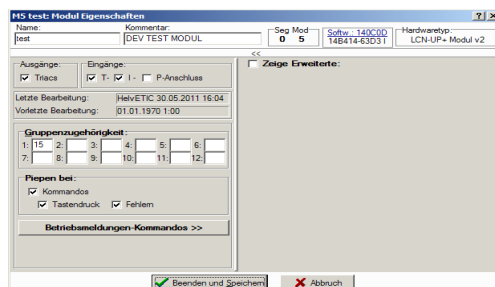 M5 test: Modul Eigenschaften
Name:
test
Kommentar:
DEV TEST MODUL
Seg Mod
0 5
Softw.: 140C0D
14B414-63D3 I
Hardwaretyp:
LCN-UP+ Modul v2
<<
Ausgänge:
Triacs
Eingänge:
T- I - P-Anschluss
Letzte Bearbeitung: HelvETIC 30.05.2011 16:04
Vorletzte Bearbeitung: 01.01.1970 1:00
Gruppenzugehörigkeit:
1: 15 2: 3: 4: 5: 6:
7: 8: 9: 10: 11: 12:
Piepen bei:
Kommandos
Tastendruck Fehlern
Betriebsmeldungen-Kommandos >>
Zeige Erweiterte:
Beenden und Speichern
Abbruch